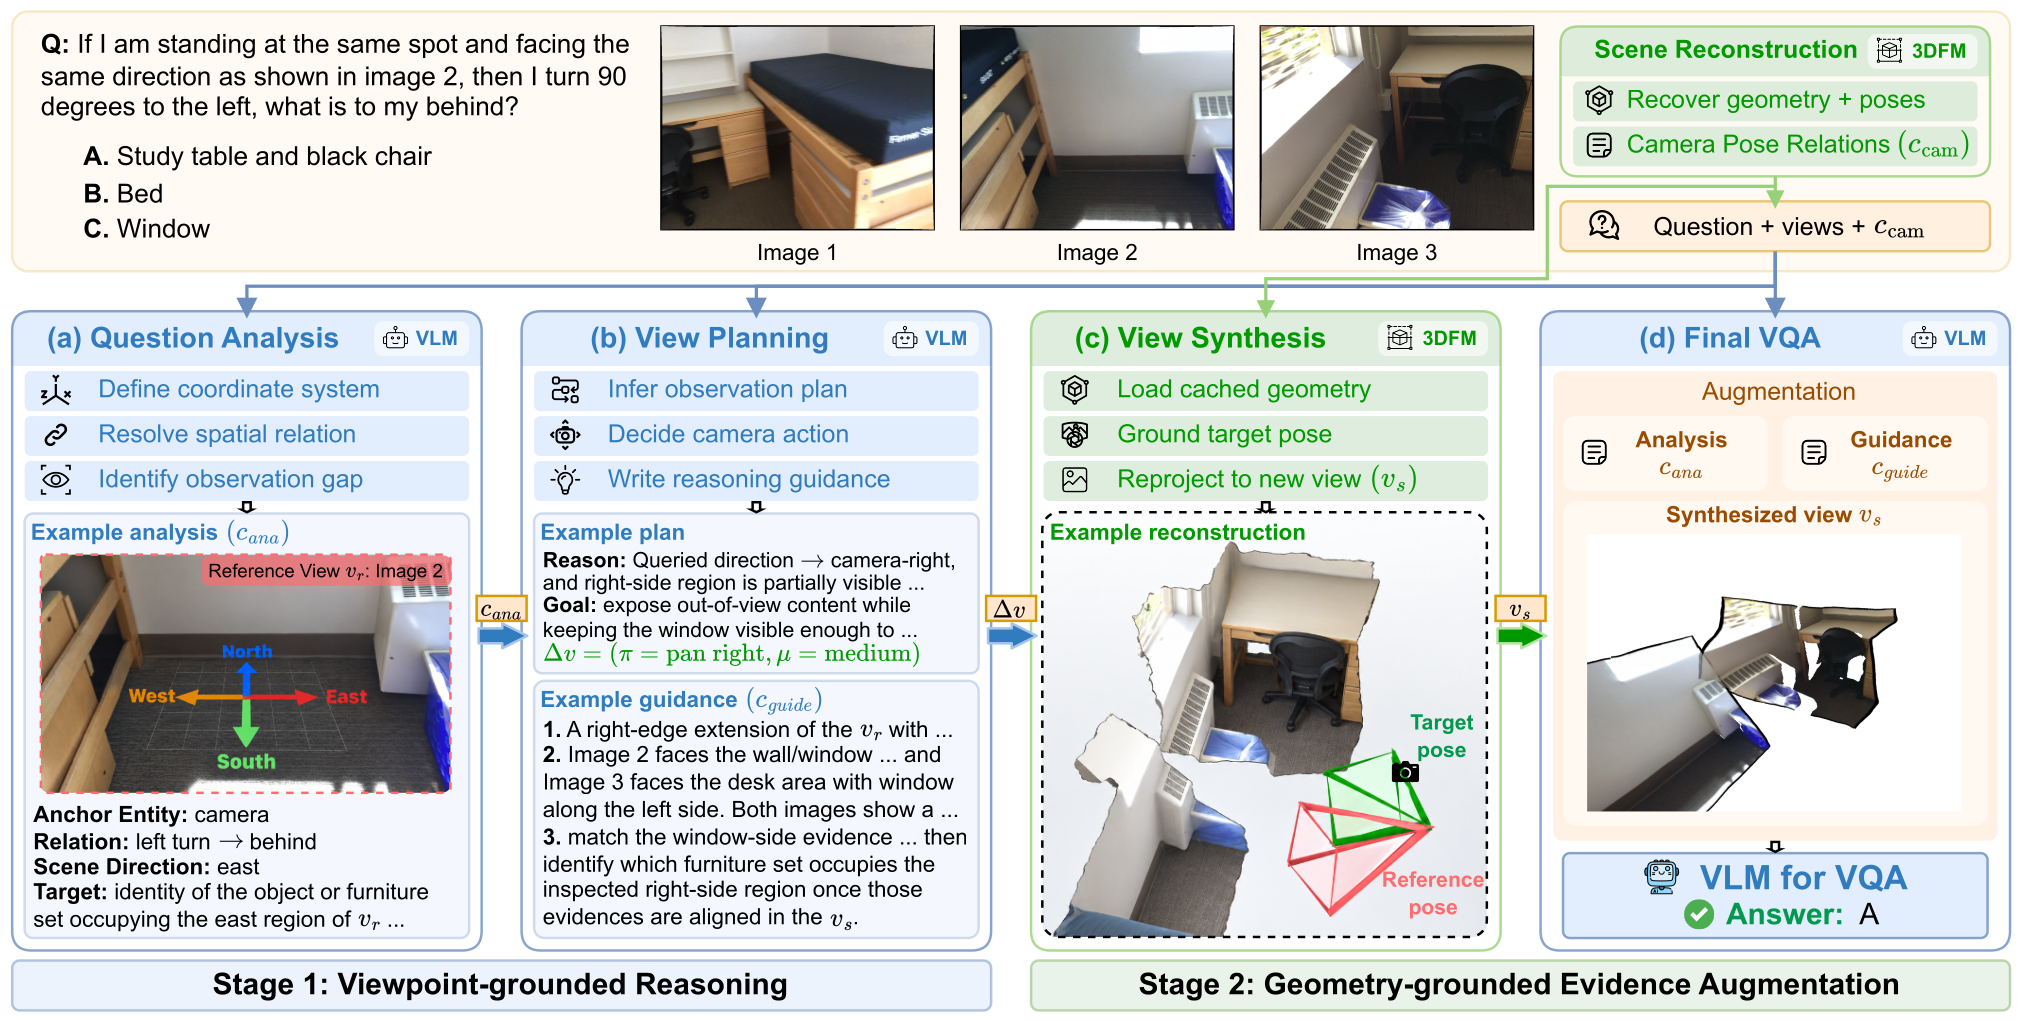 Q: If I am standing at the same spot and facing the
same direction as shown in image 2, then I turn 90
degrees to the left, what is to my behind?
A. Study table and black chair
B. Bed
C. Window
Image 1
Image 2
Image 3
Scene Reconstruction
3DFM
Recover geometry + poses
Camera Pose Relations (c_cam)
Question + views + c_cam
(a) Question Analysis
VLM
Define coordinate system
Resolve spatial relation
Identify observation gap
Example analysis (c_ana)
Reference View v_r: Image 2
North
West
East
South
Anchor Entity: camera
Relation: left turn → behind
Scene Direction: east
Target: identity of the object or furniture
set occupying the east region of v_r ...
c_ana
(b) View Planning
VLM
Infer observation plan
Decide camera action
Write reasoning guidance
Example plan
Reason: Queried direction → camera-right,
and right-side region is partially visible ...
Goal: expose out-of-view content while
keeping the window visible enough to ...
Δv = (π = pan right, μ = medium)
Example guidance (c_guide)
1. A right-edge extension of the v_r with ...
2. Image 2 faces the wall/window ... and
Image 3 faces the desk area with window
along the left side. Both images show a ...
3. match the window-side evidence ... then
identify which furniture set occupies the
inspected right-side region once those
evidences are aligned in the v_s.
Δv
(c) View Synthesis
3DFM
Load cached geometry
Ground target pose
Reproject to new view (v_s)
Example reconstruction
Target
pose
Reference
pose
v_s
(d) Final VQA
VLM
Augmentation
Analysis
c_ana
Guidance
c_guide
Synthesized view v_s
VLM for VQA
Answer: A
Stage 1: Viewpoint-grounded Reasoning
Stage 2: Geometry-grounded Evidence Augmentation